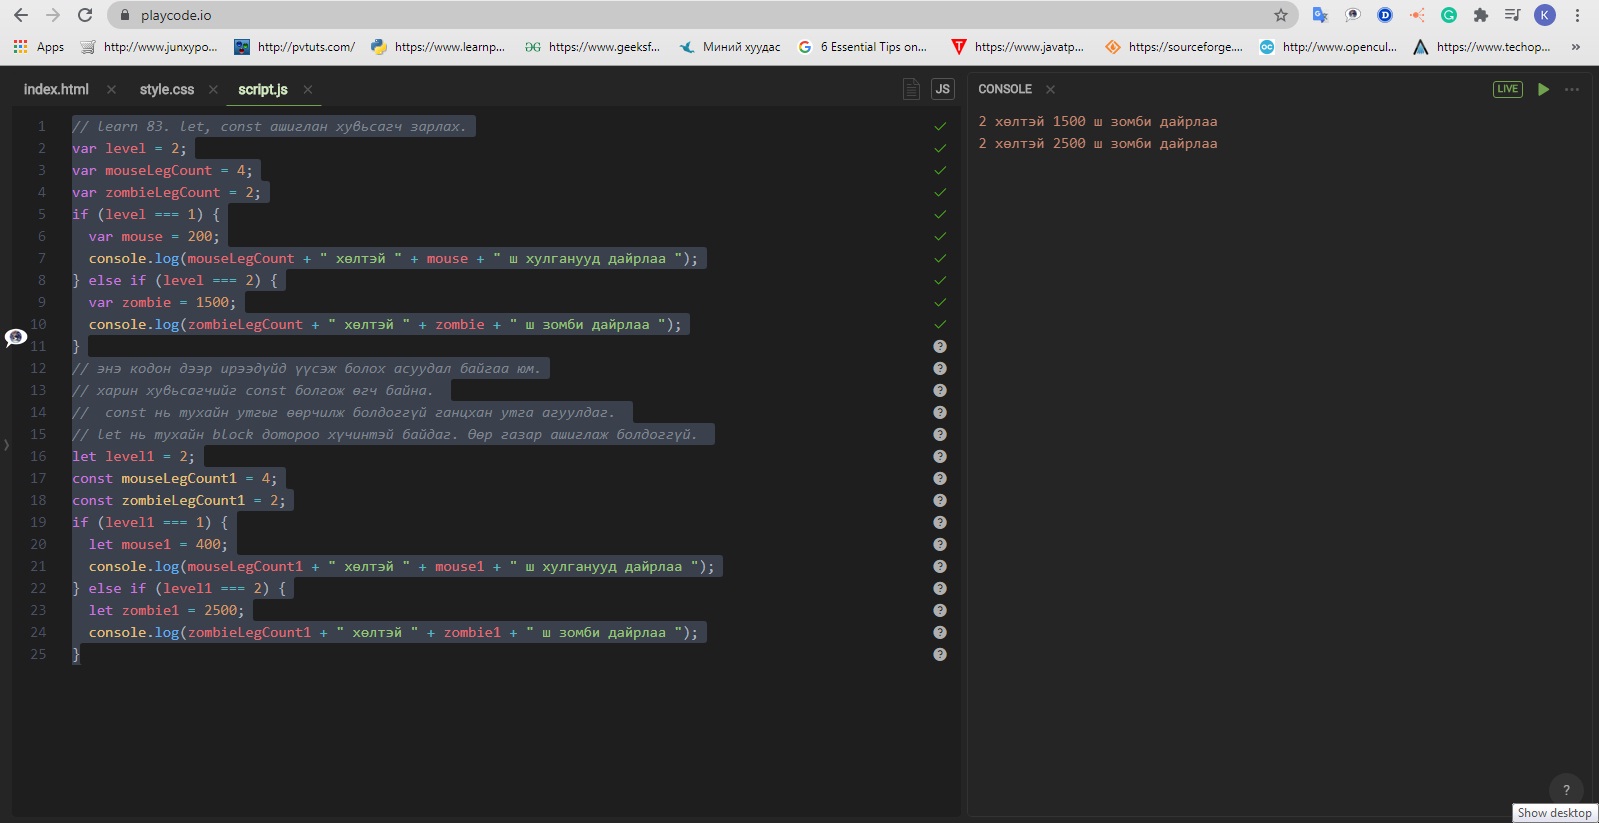 playcode.io
K
Apps
http://www.junxypo...
http://pvtuts.com/
https://www.learnp...
https://www.geeksf...
Миний хуудас
6 Essential Tips on...
https://www.javatp...
https://sourceforge....
http://www.opencul...
https://www.techop...
»
index.html
style.css
script.js
JS
CONSOLE
LIVE
1 // learn 83. let, const ашиглан хувьсагч зарлах.
2 var level = 2;
3 var mouseLegCount = 4;
4 var zombieLegCount = 2;
5 if (level === 1) {
6 var mouse = 200;
7 console.log(mouseLegCount + " хөлтэй " + mouse + " ш хулганууд дайрлаа ");
8 } else if (level === 2) {
9 var zombie = 1500;
10 console.log(zombieLegCount + " хөлтэй " + zombie + " ш зомби дайрлаа ");
11 }
12 // энэ кодон дээр ирээдүйд үүсэж болох асуудал байгаа юм.
13 // харин хувьсагчийг const болгож өгч байна.
14 //  const нь тухайн утгыг өөрчилж болдоггүй ганцхан утга агуулдаг.
15 // let нь тухайн block дотороо хүчинтэй байдаг. Өөр газар ашиглаж болдоггүй.
16 let level1 = 2;
17 const mouseLegCount1 = 4;
18 const zombieLegCount1 = 2;
19 if (level1 === 1) {
20 let mouse1 = 400;
21 console.log(mouseLegCount1 + " хөлтэй " + mouse1 + " ш хулганууд дайрлаа ");
22 } else if (level1 === 2) {
23 let zombie1 = 2500;
24 console.log(zombieLegCount1 + " хөлтэй " + zombie1 + " ш зомби дайрлаа ");
25 }
2 хөлтэй 1500 ш зомби дайрлаа
2 хөлтэй 2500 ш зомби дайрлаа
?
Show desktop